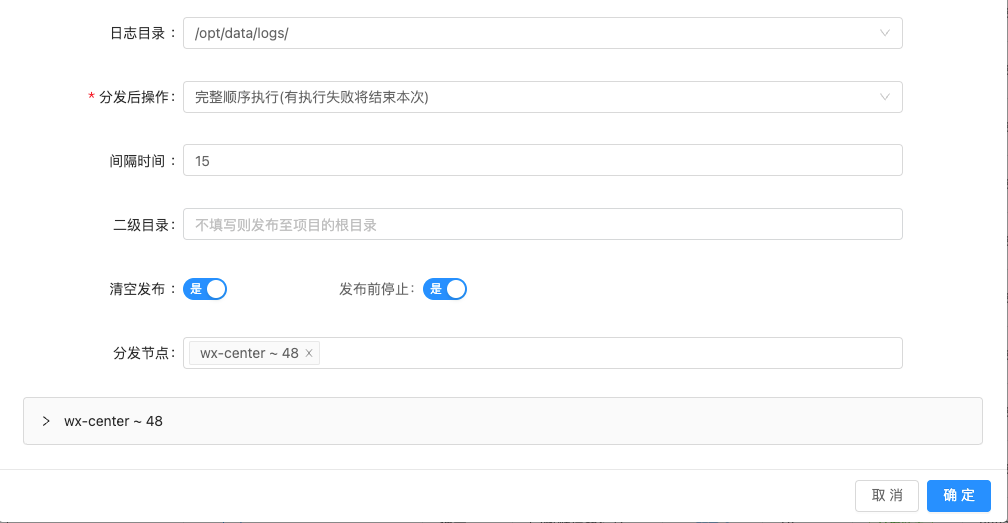 日志目录 : /opt/data/logs/
* 分发后操作: 完整顺序执行(有执行失败将结束本次)
间隔时间 : 15
二级目录: 不填写则发布至项目的根目录
清空发布 : 是 发布前停止: 是
分发节点: wx-center ~ 48 ×
> wx-center ~ 48
取 消 确 定